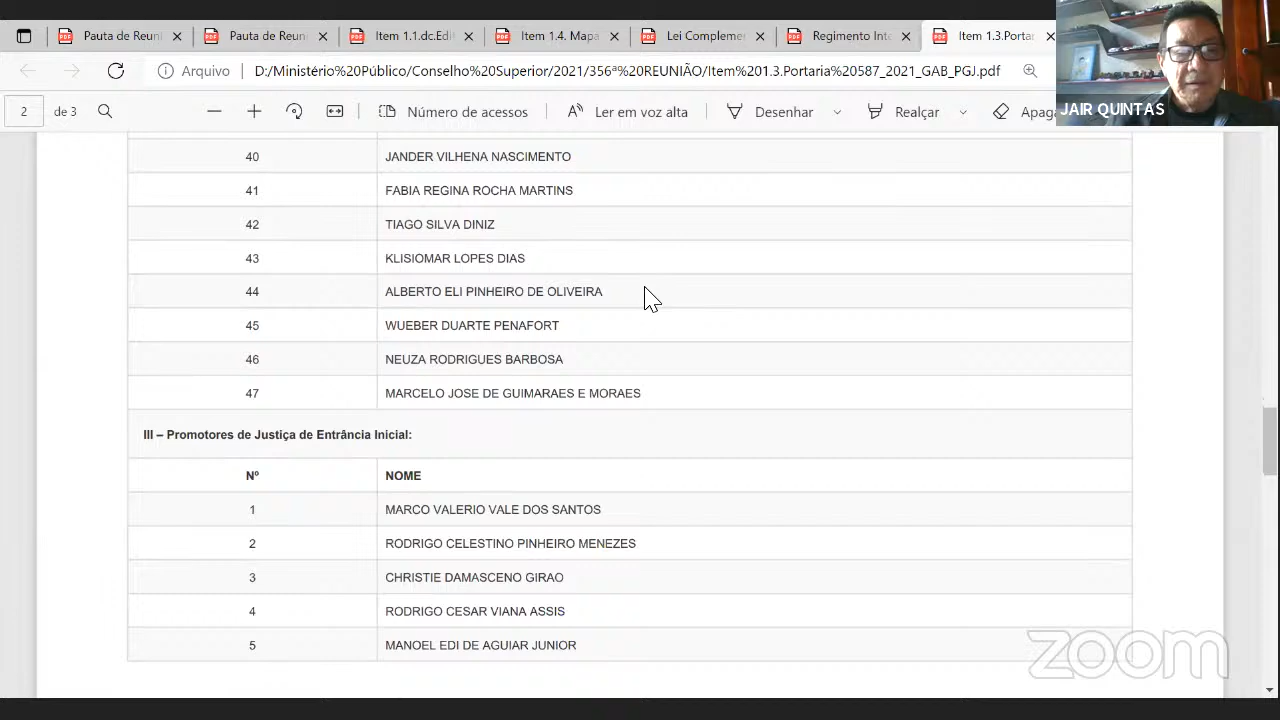 Pauta de Reuni
Pauta de Reun
Item 1.1.dc.Edi
Item 1.4. Mapa
Lei Compleme
Regimento Inte
Item 1.3.Portar
Arquivo
D:/Ministério%20Público/Conselho%20Superior/2021/356ª%20REUNIÃO/Item%201.3.Portaria%20587_2021_GAB_PGJ.pdf
2 de 3
Número de acessos
Ler em voz alta
Desenhar
Realçar
Apaga
JAIR QUINTAS
40 JANDER VILHENA NASCIMENTO
41 FABIA REGINA ROCHA MARTINS
42 TIAGO SILVA DINIZ
43 KLISIOMAR LOPES DIAS
44 ALBERTO ELI PINHEIRO DE OLIVEIRA
45 WUEBER DUARTE PENAFORT
46 NEUZA RODRIGUES BARBOSA
47 MARCELO JOSE DE GUIMARAES E MORAES
III – Promotores de Justiça de Entrância Inicial:
Nº NOME
1 MARCO VALERIO VALE DOS SANTOS
2 RODRIGO CELESTINO PINHEIRO MENEZES
3 CHRISTIE DAMASCENO GIRAO
4 RODRIGO CESAR VIANA ASSIS
5 MANOEL EDI DE AGUIAR JUNIOR
zoom